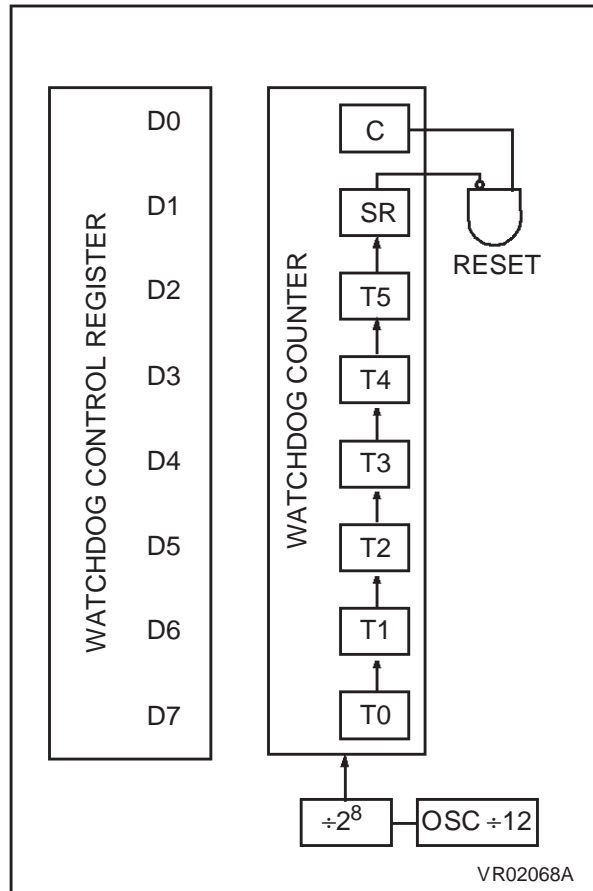 WATCHDOG CONTROL REGISTER
D0
D1
D2
D3
D4
D5
D6
D7
WATCHDOG COUNTER
C
SR
T5
T4
T3
T2
T1
T0
RESET
÷2⁸
OSC ÷12
VR02068A